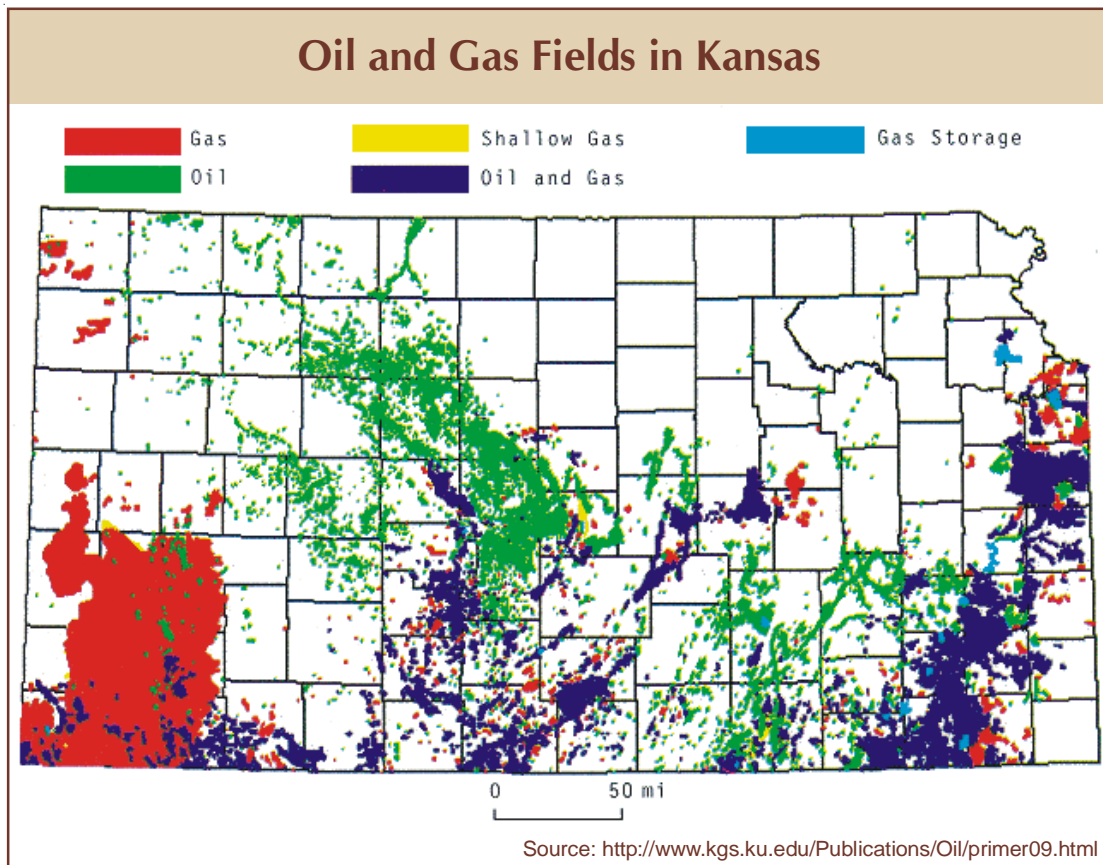 Oil and Gas Fields in Kansas
Gas
Shallow Gas
Gas Storage
Oil
Oil and Gas
0 50 mi
Source: http://www.kgs.ku.edu/Publications/Oil/primer09.html